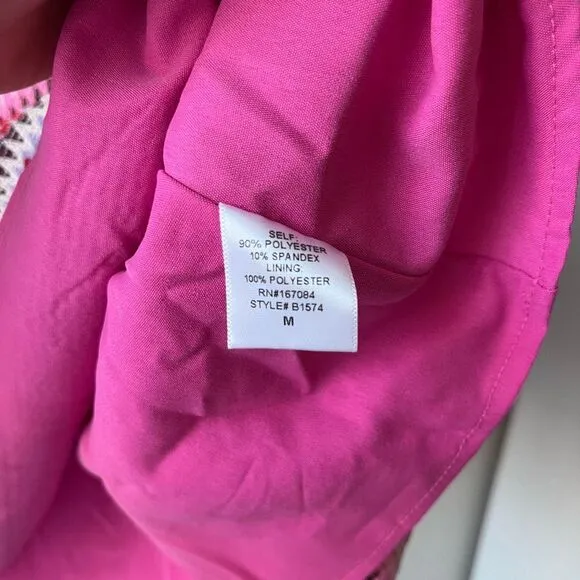 SELF:
90% POLYESTER
10% SPANDEX
LINING:
100% POLYESTER
RN#167084
STYLE# B1574
M